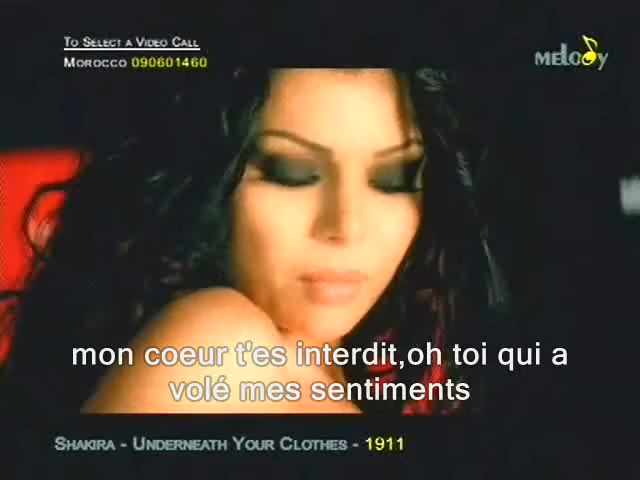 TO SELECT A VIDEO CALL
MOROCCO 090601460
MELODY
mon coeur t'es interdit,oh toi qui a
volé mes sentiments
SHAKIRA - UNDERNEATH YOUR CLOTHES - 1911